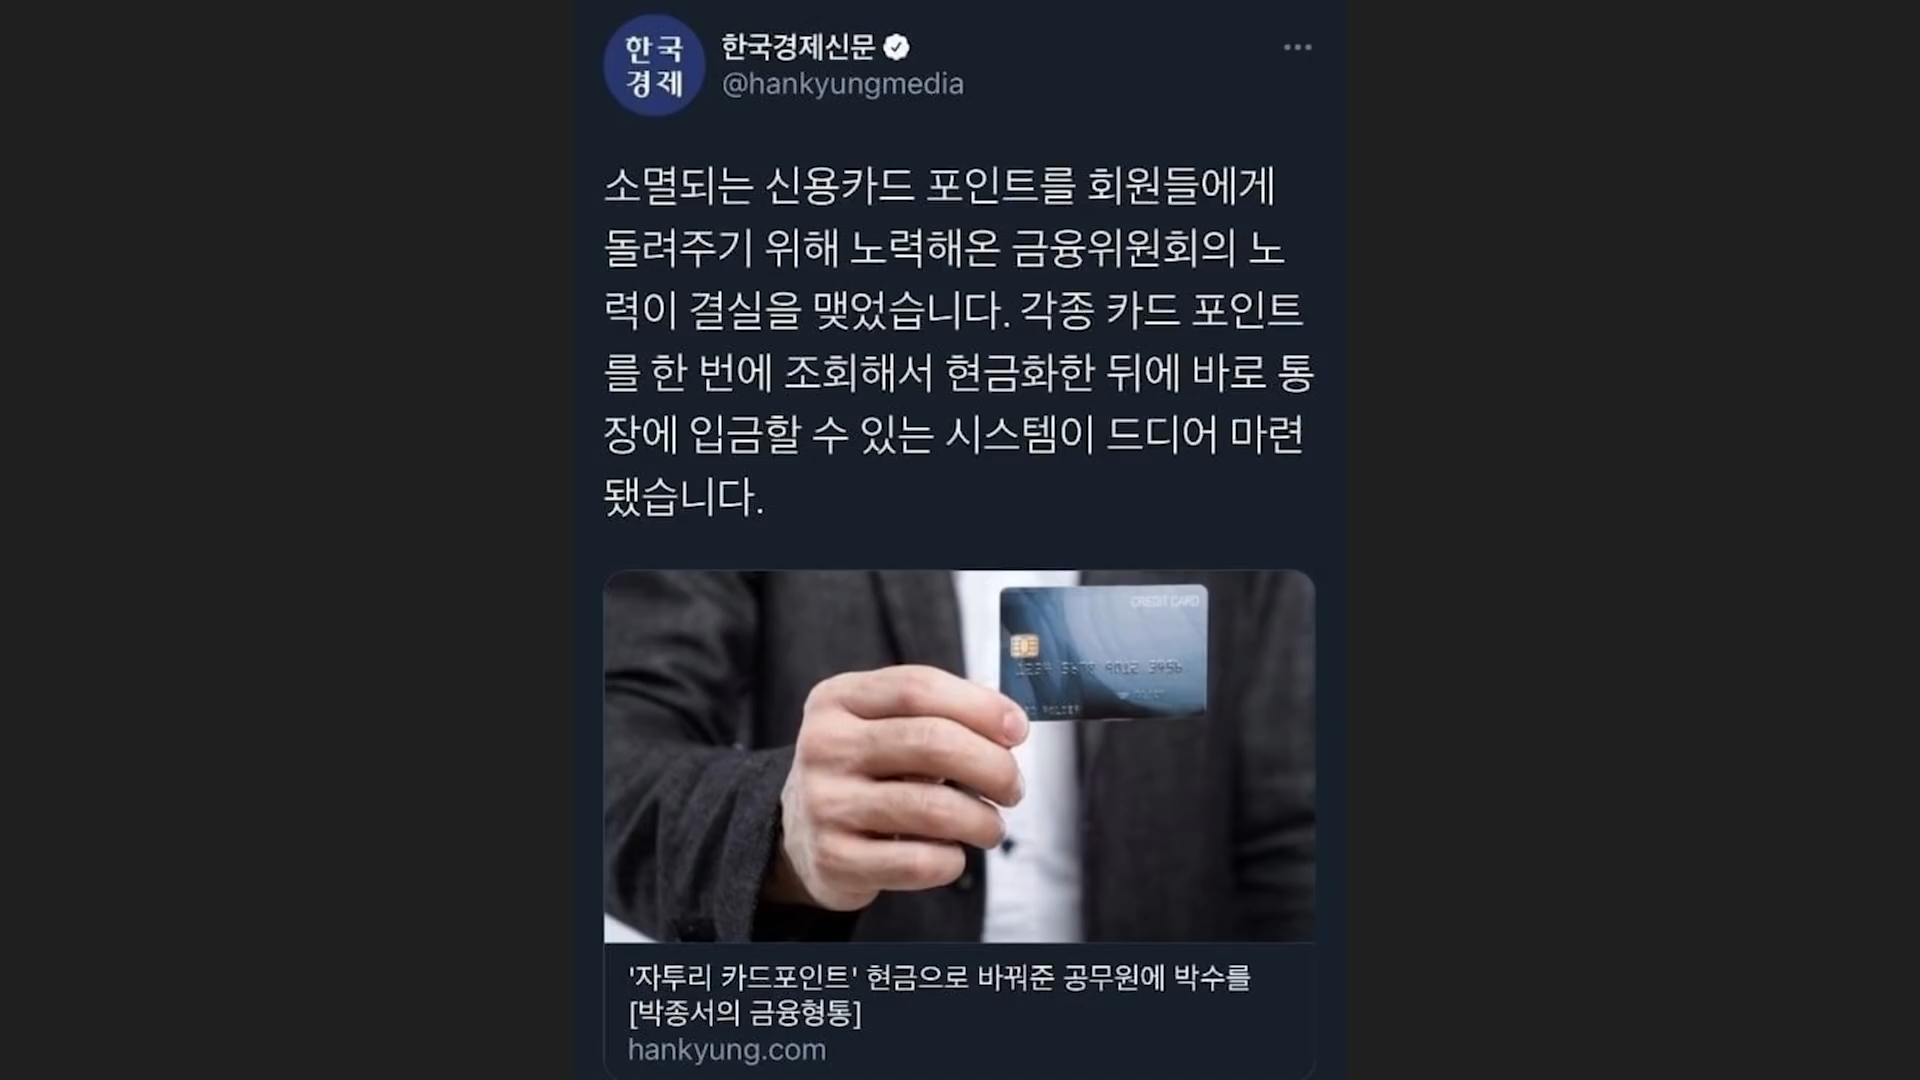 한국
경제
한국경제신문
@hankyungmedia
소멸되는 신용카드 포인트를 회원들에게
돌려주기 위해 노력해온 금융위원회의 노
력이 결실을 맺었습니다. 각종 카드 포인트
를 한 번에 조회해서 현금화한 뒤에 바로 통
장에 입금할 수 있는 시스템이 드디어 마련
됐습니다.
CREDIT CARD
1234 5678 9012 3456
'자투리 카드포인트' 현금으로 바꿔준 공무원에 박수를
[박종서의 금융형통]
hankyung.com